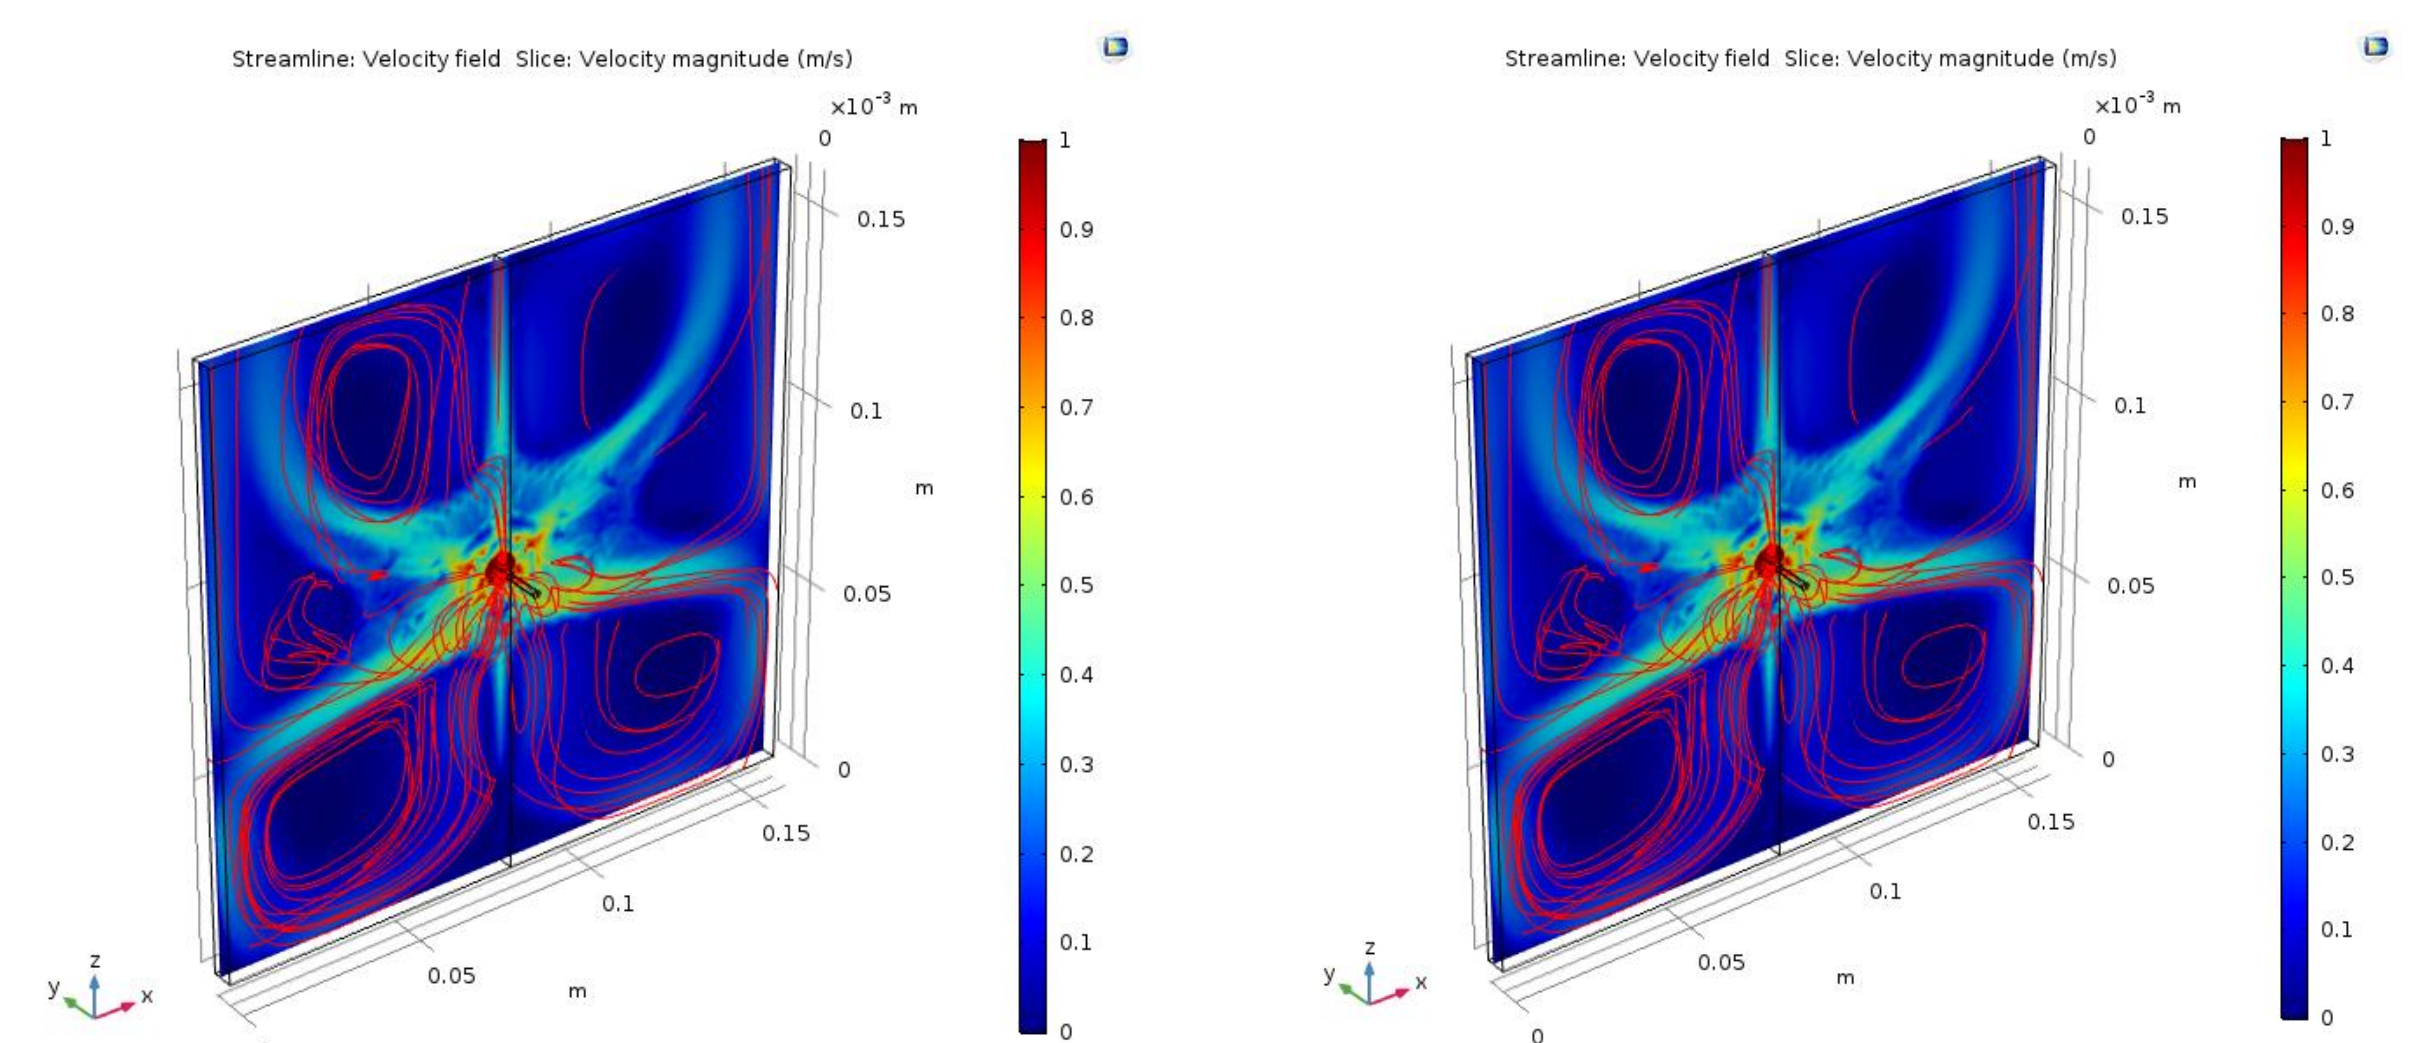 Streamline: Velocity field Slice: Velocity magnitude (m/s)
×10⁻³ m
0
0.15
0.1
m
0.05
0
0.15
0.1
0.05
m
z
y
x
1
0.9
0.8
0.7
0.6
0.5
0.4
0.3
0.2
0.1
0
Streamline: Velocity field Slice: Velocity magnitude (m/s)
×10⁻³ m
0
0.15
0.1
m
0.05
0
0.15
0.1
0.05
m
0
z
y
x
1
0.9
0.8
0.7
0.6
0.5
0.4
0.3
0.2
0.1
0